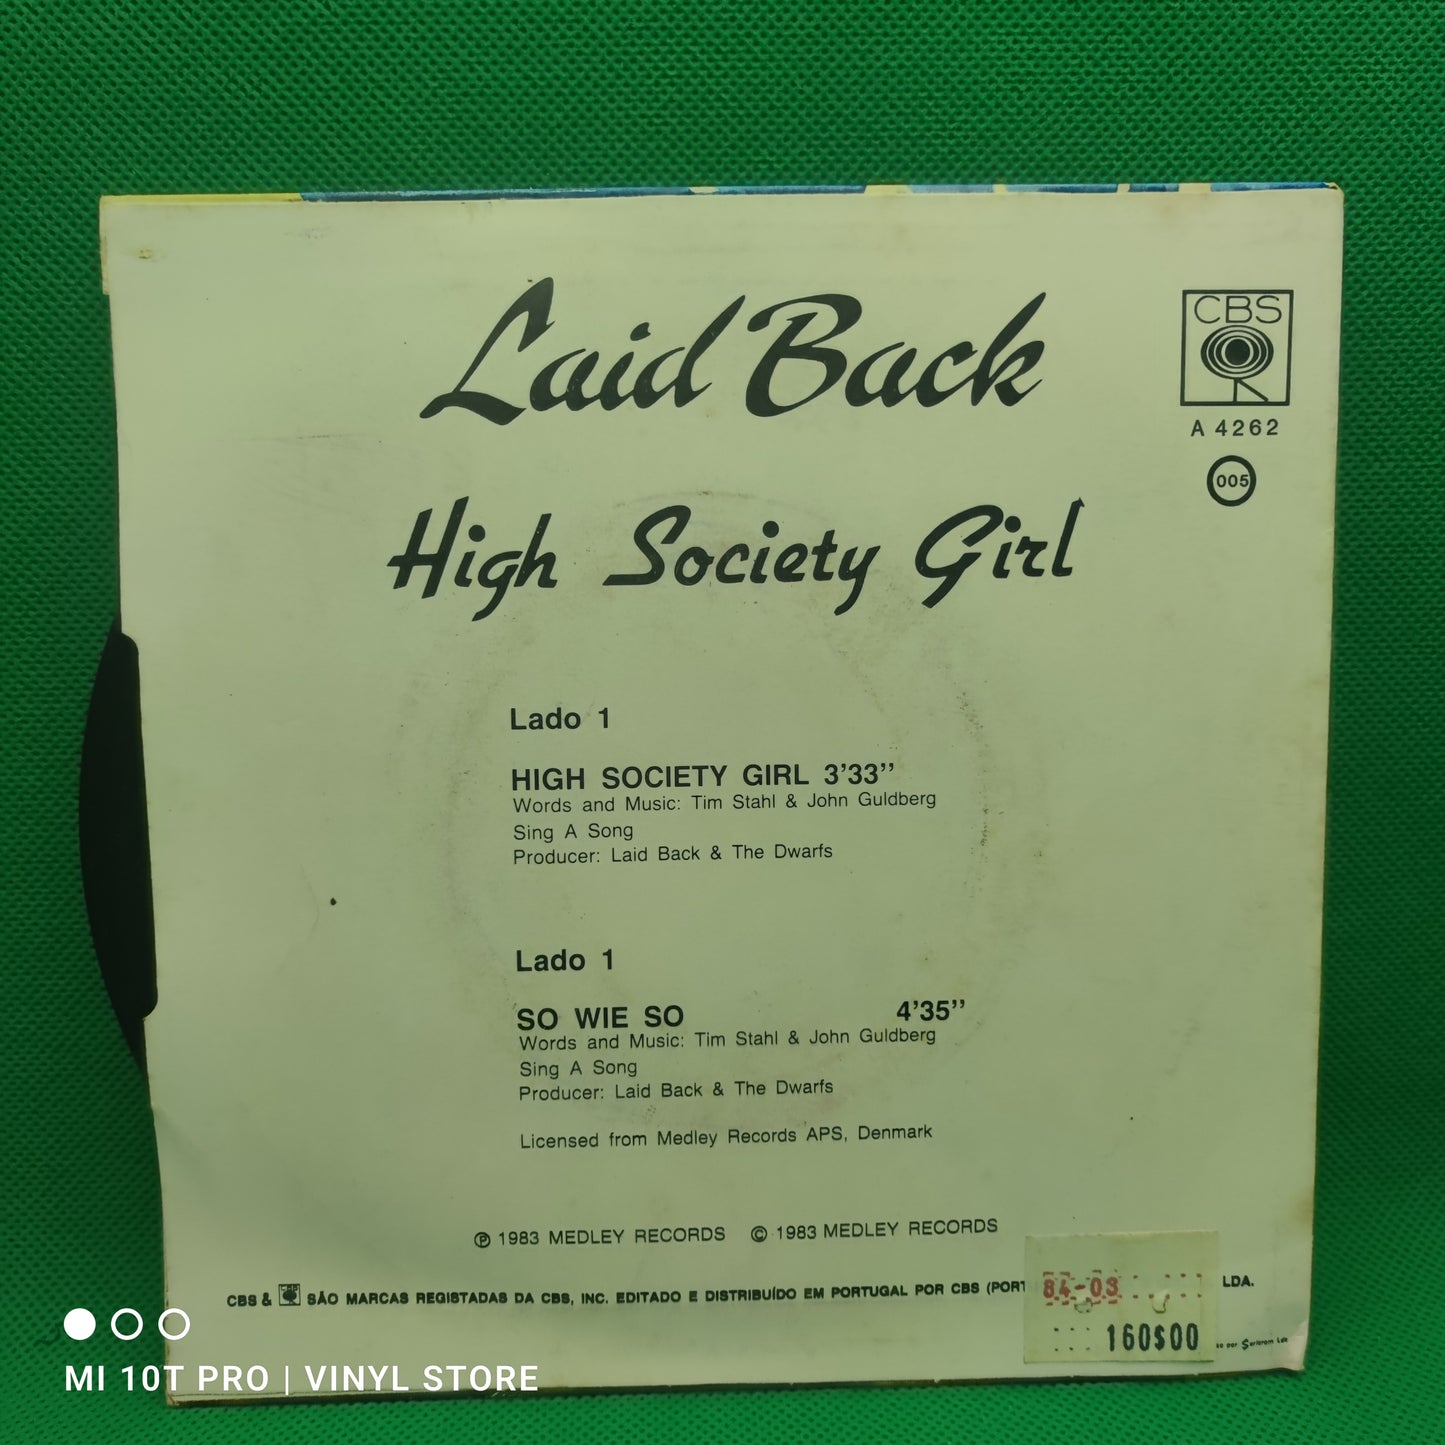 Laid Back
CBS
A 4262
005
High Society Girl
Lado 1
HIGH SOCIETY GIRL 3'33''
Words and Music: Tim Stahl & John Guldberg
Sing A Song
Producer: Laid Back & The Dwarfs
Lado 1
SO WIE SO 4'35''
Words and Music: Tim Stahl & John Guldberg
Sing A Song
Producer: Laid Back & The Dwarfs
Licensed from Medley Records APS, Denmark
℗ 1983 MEDLEY RECORDS © 1983 MEDLEY RECORDS
CBS & SÃO MARCAS REGISTADAS DA CBS, INC. EDITADO E DISTRIBUÍDO EM PORTUGAL POR CBS (PORT LDA.
84-03
160$00
MI 10T PRO | VINYL STORE